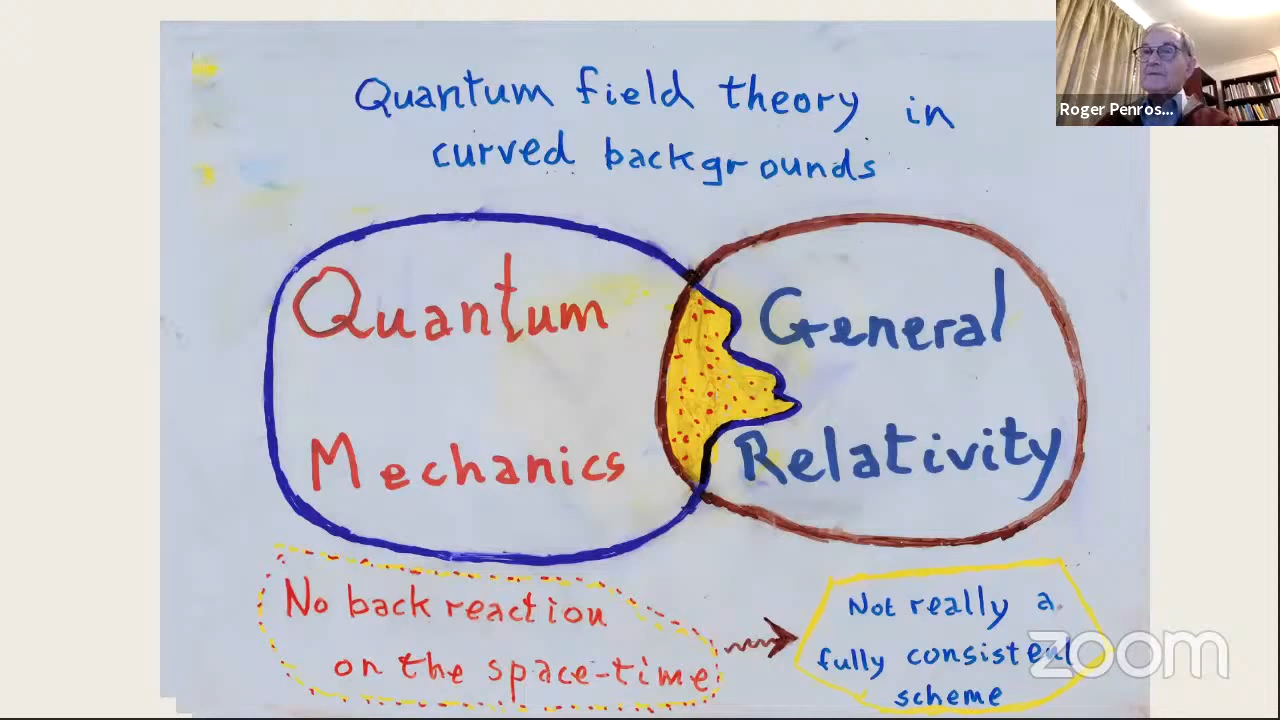 Quantum field theory in
curved backgrounds
Roger Penros...
Quantum
Mechanics
General
Relativity
No back reaction
on the space-time
Not really a
fully consistent
scheme
zoom